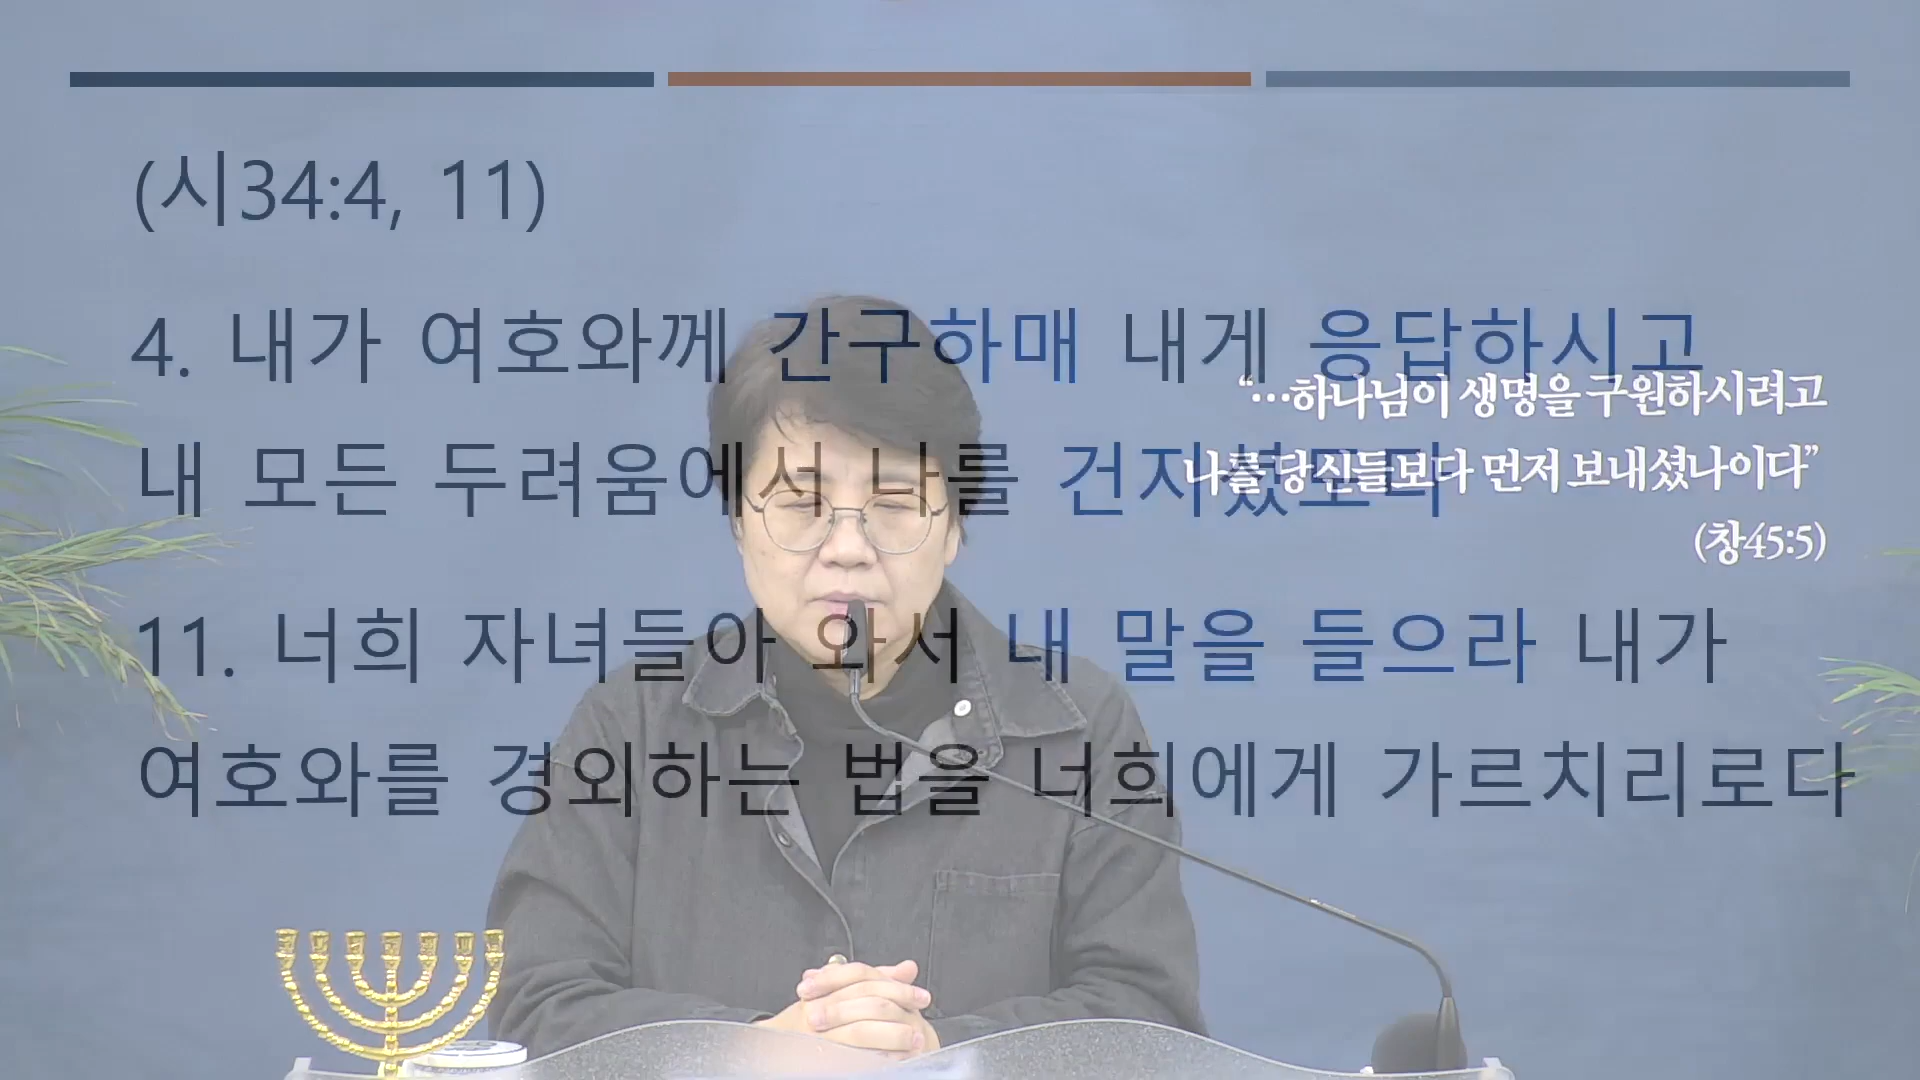 (시34:4, 11)
4. 내가 여호와께 간구하매 내게 응답하시고
내 모든 두려움에서 나를 건지셨도다
11. 너희 자녀들아 와서 내 말을 들으라 내가
여호와를 경외하는 법을 너희에게 가르치리로다
“…하나님이 생명을 구원하시려고
나를 당신들보다 먼저 보내셨나이다”
(창45:5)